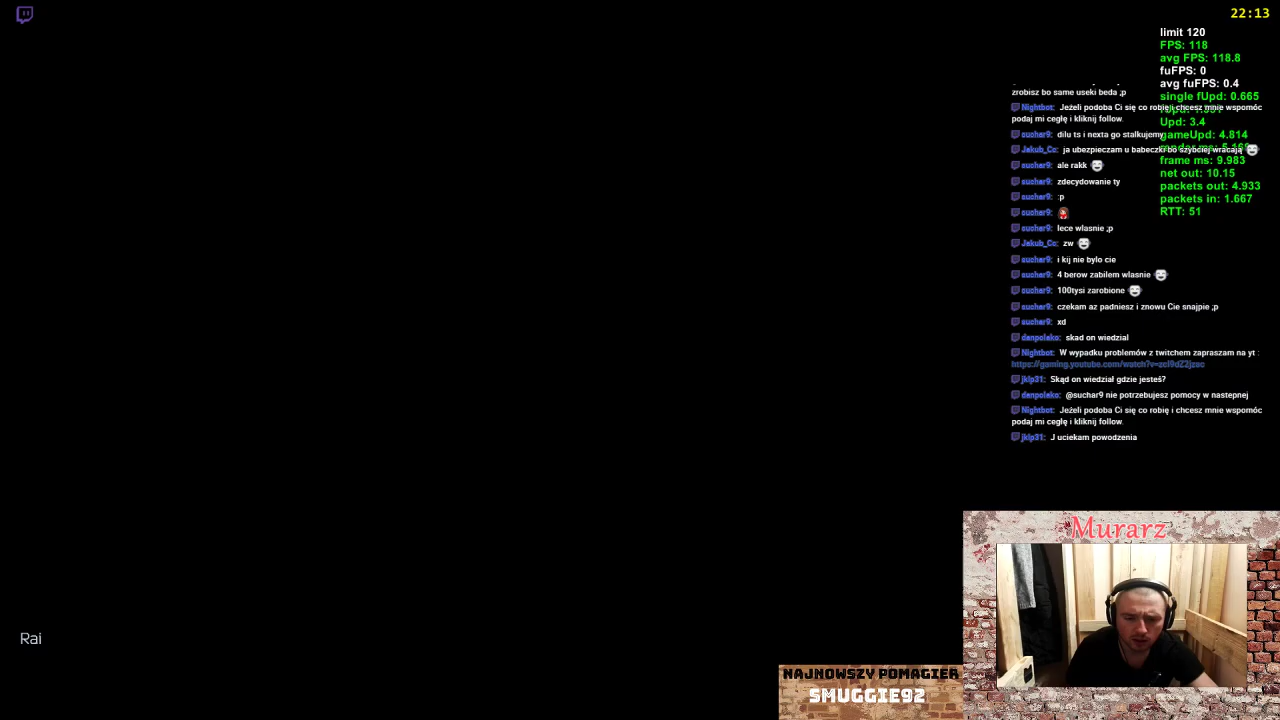 22:13
limit 120
FPS: 118
avg FPS: 118.8
fuFPS: 0
avg fuFPS: 0.4
single fUpd: 0.665
Upd: 3.4
gameUpd: 4.814
frame ms: 9.983
net out: 10.15
packets out: 4.933
packets in: 1.667
RTT: 51
zrobisz bo same useki beda ;p
Nightbot: Jeżeli podoba Ci się co robię i chcesz mnie wspomóc
podaj mi cegłę i kliknij follow.
suchar9: dilu ts i nexta go stalkujemy
Jakub_Cc: ja ubezpieczam u babeczki bo szybciej wracają
suchar9: ale rakk
suchar9: zdecydowanie ty
suchar9: :p
suchar9:
suchar9: lece wlasnie ;p
Jakub_Cc: zw
suchar9: i kij nie bylo cie
suchar9: 4 berow zabilem wlasnie
suchar9: 100tysi zarobione
suchar9: czekam az padniesz i znowu Cie snajpie ;p
suchar9: xd
danpolako: skad on wiedzial
Nightbot: W wypadku problemów z twitchem zapraszam na yt :
jklp31: Skąd on wiedział gdzie jesteś?
danpolako: @suchar9 nie potrzebujesz pomocy w nastepnej
Nightbot: Jeżeli podoba Ci się co robię i chcesz mnie wspomóc
podaj mi cegłę i kliknij follow.
jklp31: J uciekam powodzenia
Murarz
Rai
NAJNOWSZY POMAGIER
SMUGGIE92